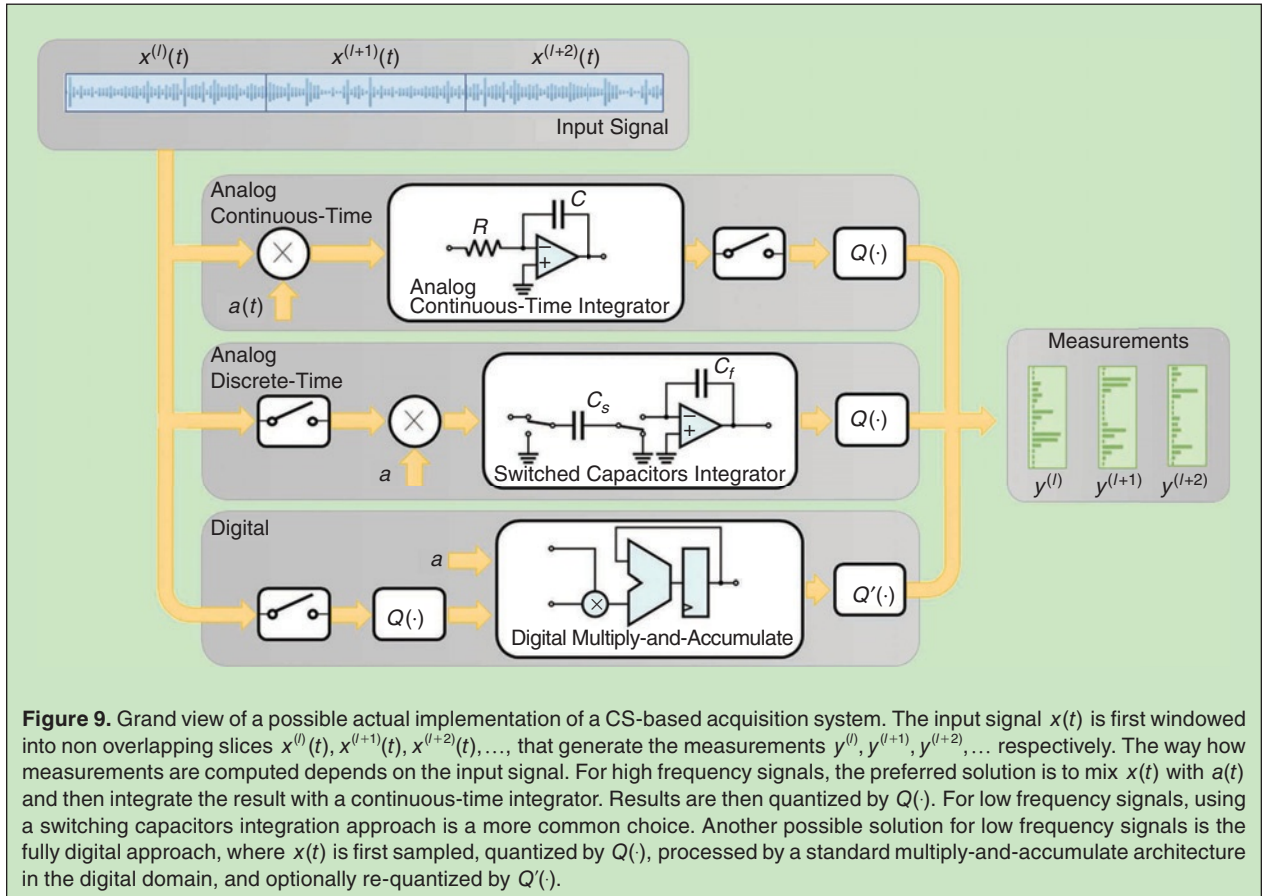 x^(l)(t) x^(l+1)(t) x^(l+2)(t)
Input Signal
Analog
Continuous-Time
a(t)
R
C
−
+
Analog
Continuous-Time Integrator
Q(·)
Analog
Discrete-Time
a
C_s
C_f
−
+
Switched Capacitors Integrator
Q(·)
Digital
a
Q(·)
Digital Multiply-and-Accumulate
Q′(·)
Measurements
y^(l) y^(l+1) y^(l+2)
Figure 9. Grand view of a possible actual implementation of a CS-based acquisition system. The input signal x(t) is first windowed
into non overlapping slices x^(l)(t), x^(l+1)(t), x^(l+2)(t),…, that generate the measurements y^(l), y^(l+1), y^(l+2),… respectively. The way how
measurements are computed depends on the input signal. For high frequency signals, the preferred solution is to mix x(t) with a(t)
and then integrate the result with a continuous-time integrator. Results are then quantized by Q(·). For low frequency signals, using
a switching capacitors integration approach is a more common choice. Another possible solution for low frequency signals is the
fully digital approach, where x(t) is first sampled, quantized by Q(·), processed by a standard multiply-and-accumulate architecture
in the digital domain, and optionally re-quantized by Q′(·).